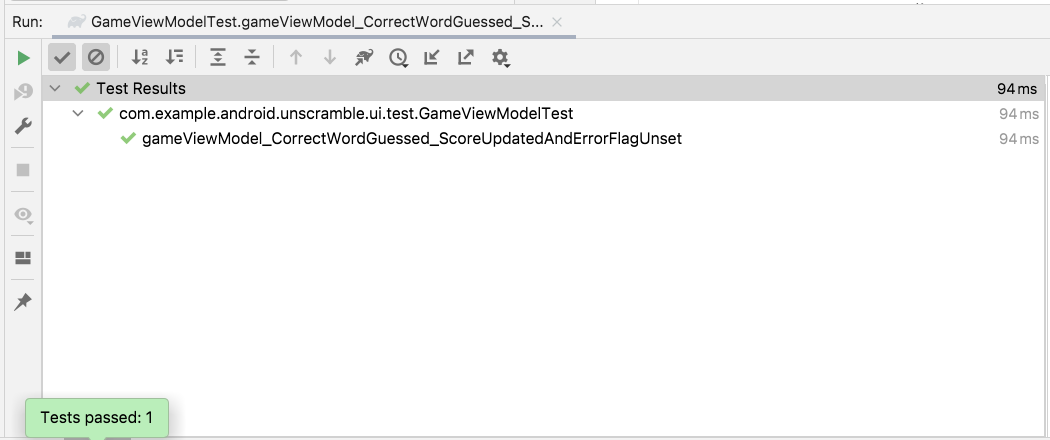 Run: GameViewModelTest.gameViewModel_CorrectWordGuessed_S...
Test Results 94 ms
com.example.android.unscramble.ui.test.GameViewModelTest 94 ms
gameViewModel_CorrectWordGuessed_ScoreUpdatedAndErrorFlagUnset 94 ms
Tests passed: 1